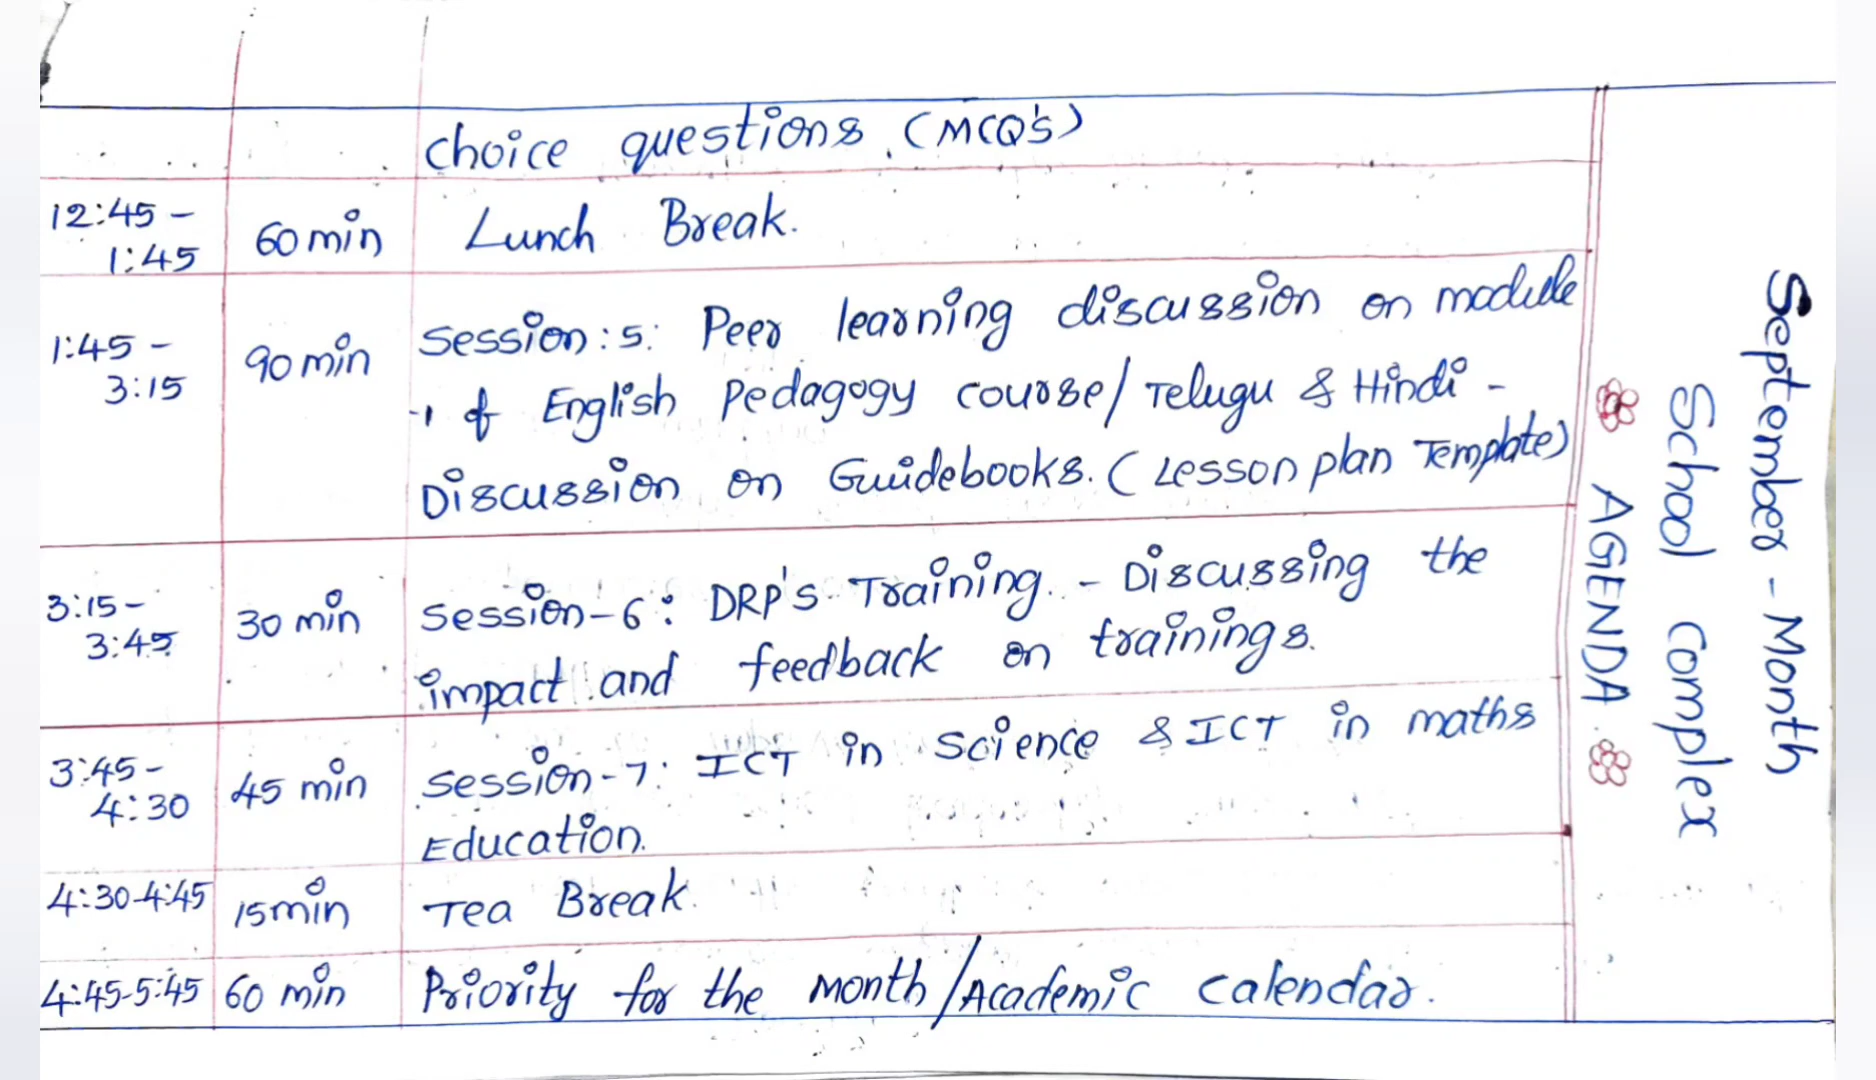 choice questions (MCQ's)
12:45 -
1:45
60 min
Lunch Break.
1:45 -
3:15
90 min
Session : 5: Peer learning discussion on module
-1 of English Pedagogy course/ Telugu & Hindi -
Discussion on Guidebooks. ( Lesson plan Template)
3:15 -
3:45
30 min
Session-6: DRP's Training. - Discussing the
impact and feedback on trainings.
3:45 -
4:30
45 min
Session-7: ICT in Science & ICT in maths
Education.
4:30-4:45
15min
Tea Break.
4:45-5:45
60 min
Priority for the month/Academic calendar.
September - Month
School Complex
AGENDA